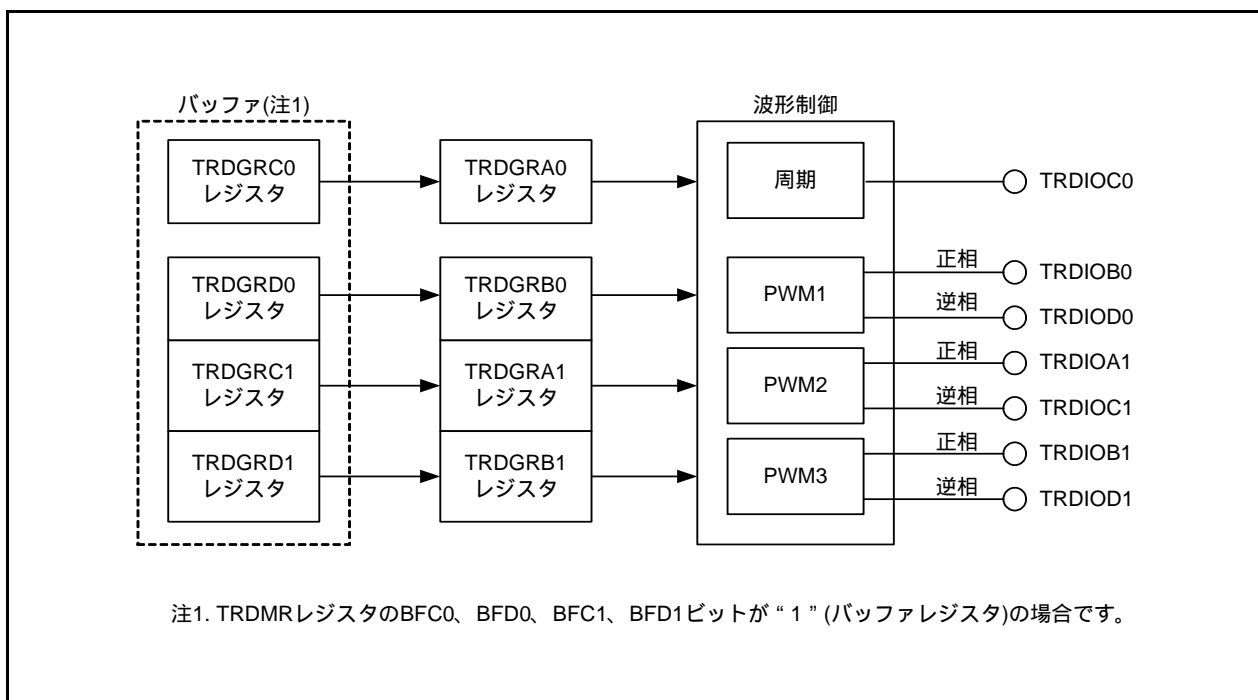 バッファ(注1)
波形制御
TRDGRC0
レジスタ
TRDGRA0
レジスタ
周期
TRDIOC0
TRDGRD0
レジスタ
TRDGRB0
レジスタ
PWM1
正相
TRDIOB0
逆相
TRDIOD0
TRDGRC1
レジスタ
TRDGRA1
レジスタ
PWM2
正相
TRDIOA1
逆相
TRDIOC1
TRDGRD1
レジスタ
TRDGRB1
レジスタ
PWM3
正相
TRDIOB1
逆相
TRDIOD1
注1. TRDMRレジスタのBFC0、BFD0、BFC1、BFD1ビットが “ 1 ” (バッファレジスタ)の場合です。